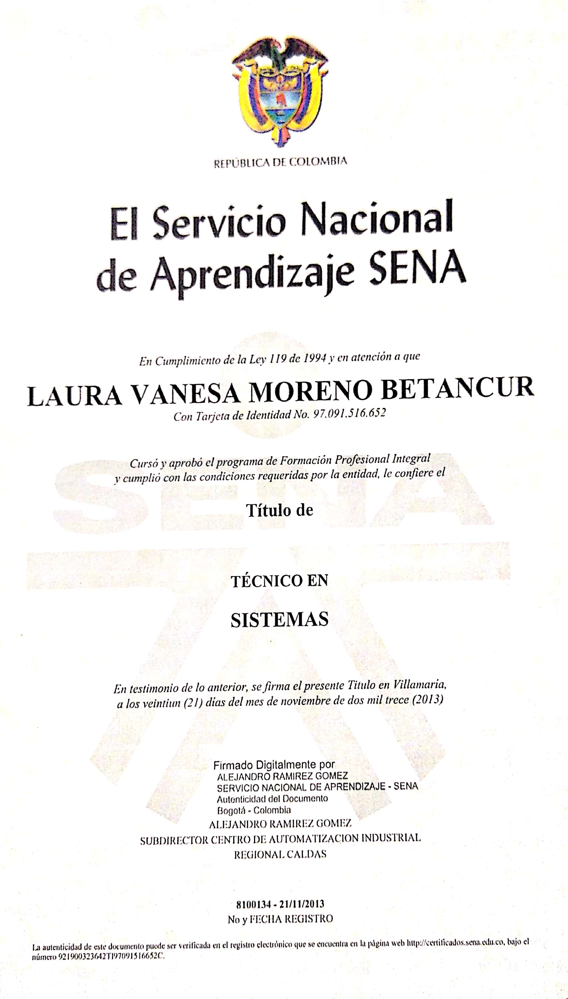 REPÚBLICA DE COLOMBIA
El Servicio Nacional
de Aprendizaje SENA
En Cumplimiento de la Ley 119 de 1994 y en atención a que
LAURA VANESA MORENO BETANCUR
Con Tarjeta de Identidad No. 97.091.516.652
Cursó y aprobó el programa de Formación Profesional Integral
y cumplió con las condiciones requeridas por la entidad, le confiere el
SENA
Título de
TÉCNICO EN
SISTEMAS
En testimonio de lo anterior, se firma el presente Titulo en Villamaría,
a los veintiun (21) días del mes de noviembre de dos mil trece (2013)
Firmado Digitalmente por
ALEJANDRO RAMIREZ GOMEZ
SERVICIO NACIONAL DE APRENDIZAJE - SENA
Autenticidad del Documento
Bogotá - Colombia
ALEJANDRO RAMIREZ GOMEZ
SUBDIRECTOR CENTRO DE AUTOMATIZACION INDUSTRIAL
REGIONAL CALDAS
8100134 - 21/11/2013
No y FECHA REGISTRO
La autenticidad de este documento puede ser verificada en el registro electrónico que se encuentra en la página web http://certificados.sena.edu.co, bajo el
número 921900323642TI97091516652C.